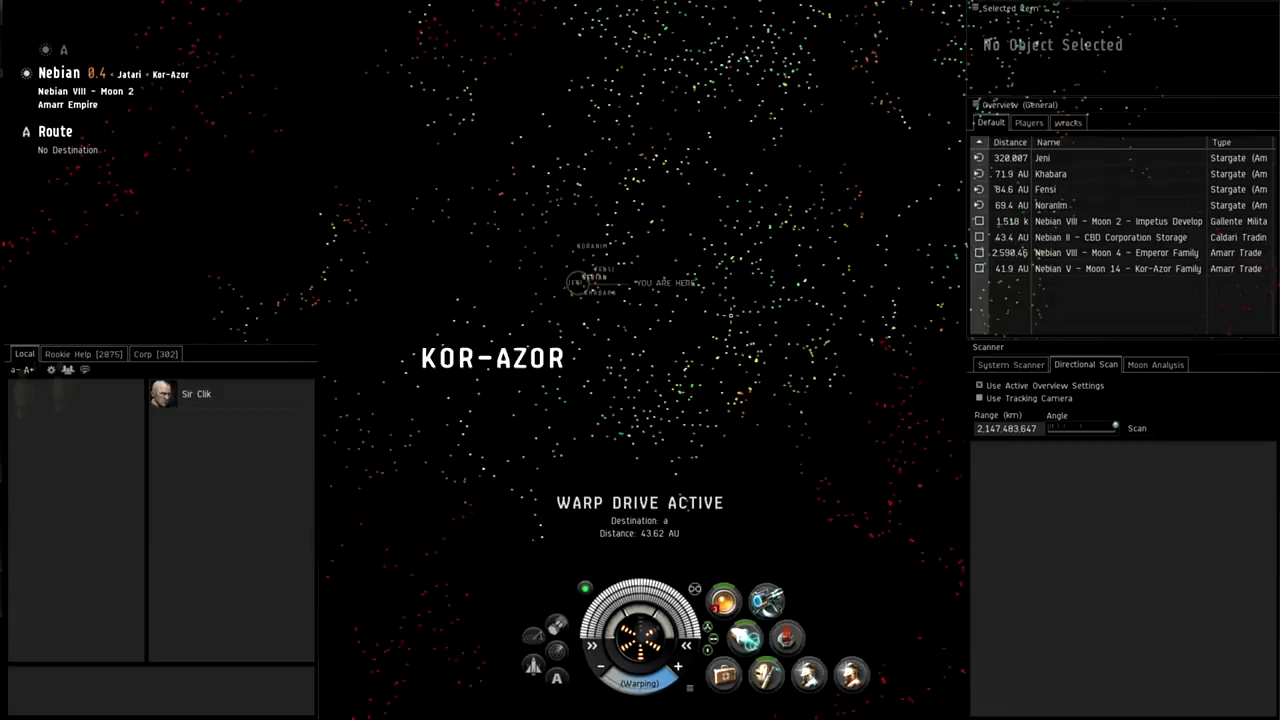 A
Nebian 0.4 < Jatari < Kor-Azor
Nebian VIII - Moon 2
Amarr Empire
A Route
No Destination
Local
Rookie Help [2875]
Corp [302]
a- A+
Sir Clik
NORANIM
FENSI
NEBIAN
JENI
KHABARA
YOU ARE HERE
KOR-AZOR
WARP DRIVE ACTIVE
Destination: a
Distance: 43.62 AU
(Warping)
A
Selected Item
No Object Selected
Overview (General)
Default Players wrecks
Distance Name Type
320.007 Jeni Stargate (Am
71.9 AU Khabara Stargate (Am
84.6 AU Fensi Stargate (Am
69.4 AU Noranim Stargate (Am
1.518 k Nebian VIII - Moon 2 - Impetus Develop Gallente Milita
43.4 AU Nebian II - CBD Corporation Storage Caldari Tradin
2,590.46 Nebian VIII - Moon 4 - Emperor Family Amarr Trade
41.9 AU Nebian V - Moon 14 - Kor-Azor Family Amarr Trade
Scanner
System Scanner Directional Scan Moon Analysis
Use Active Overview Settings
Use Tracking Camera
Range (km) Angle
2,147,483,647 Scan